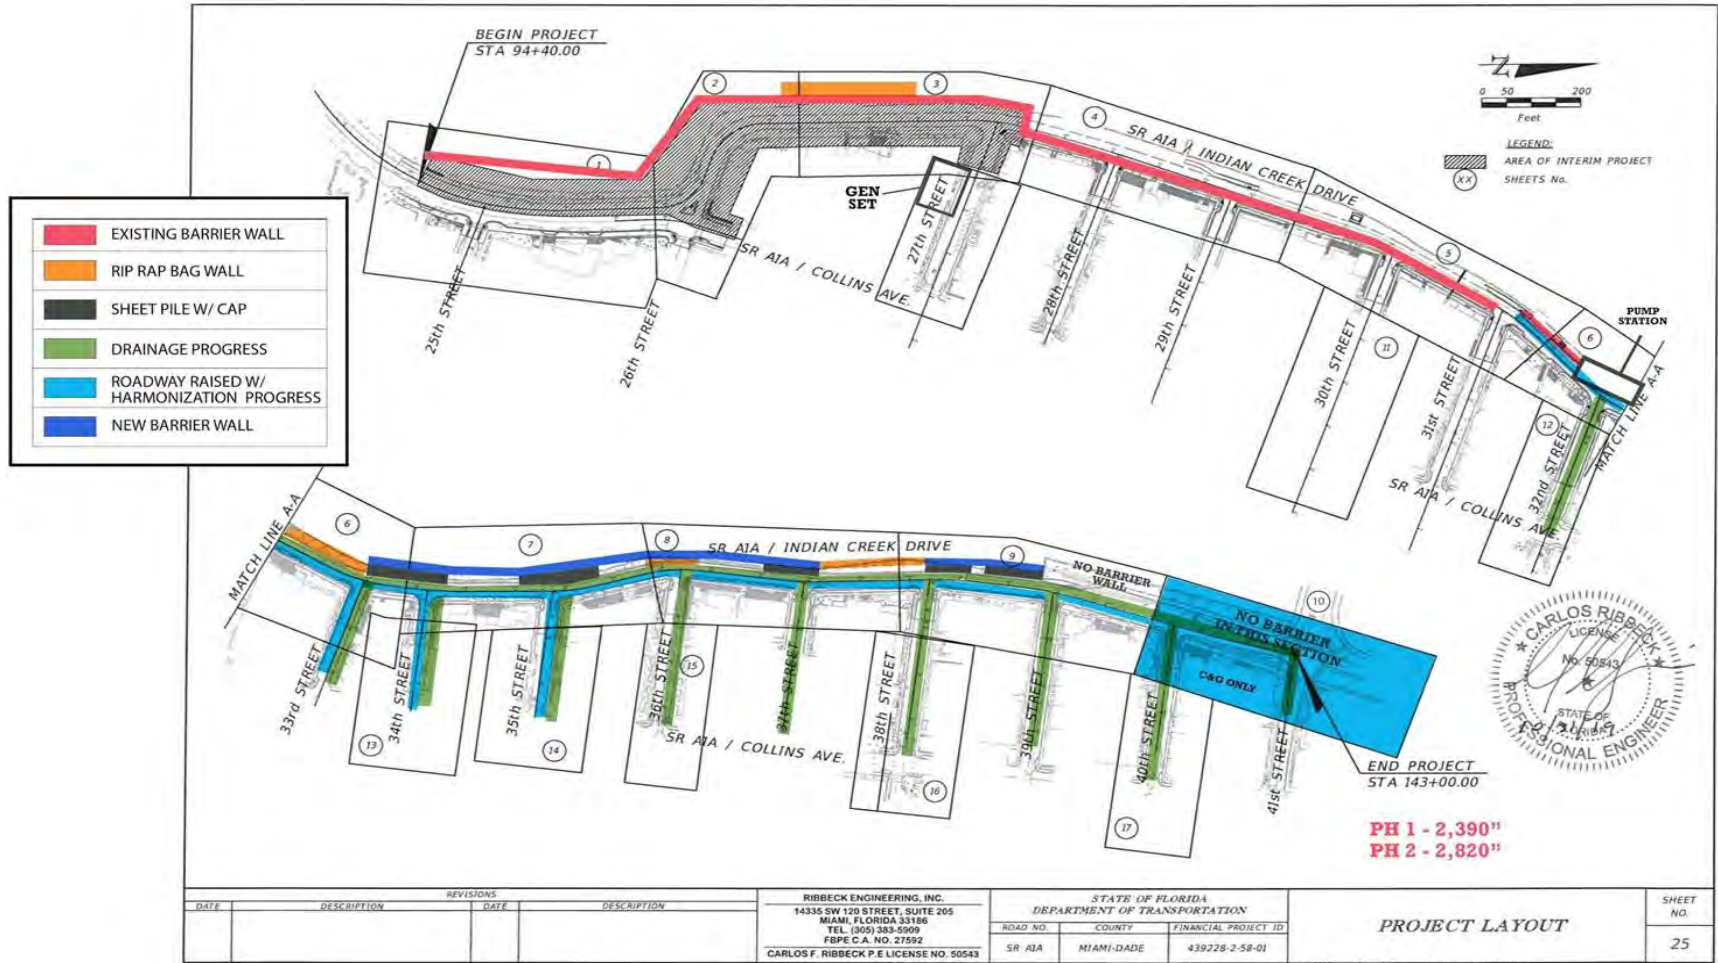 BEGIN PROJECT
STA 94+40.00
1
2
3
4
5
6
SR A1A / INDIAN CREEK DRIVE
Z
0 50 200
Feet
LEGEND:
AREA OF INTERIM PROJECT
XX SHEETS No.
EXISTING BARRIER WALL
RIP RAP BAG WALL
SHEET PILE W/ CAP
DRAINAGE PROGRESS
ROADWAY RAISED W/
HARMONIZATION PROGRESS
NEW BARRIER WALL
GEN
SET
PUMP
STATION
25th STREET
26th STREET
SR A1A / COLLINS AVE.
27th STREET
28th STREET
29th STREET
30th STREET
11
31st STREET
12
32nd STREET
SR A1A / COLLINS AVE
MATCH LINE A-A
MATCH LINE A-A
6
7
8
SR A1A / INDIAN CREEK DRIVE
9
NO BARRIER
WALL
10
NO BARRIER
IN THIS SECTION
C&G ONLY
33rd STREET
34th STREET
35th STREET
36th STREET
37th STREET
38th STREET
39th STREET
40th STREET
41st STREET
13
14
15
16
17
SR A1A / COLLINS AVE.
END PROJECT
STA 143+00.00
CARLOS RIBBECK
LICENSE
No. 50543
STATE OF
FLORIDA
PROFESSIONAL ENGINEER
PH 1 - 2,390"
PH 2 - 2,820"
REVISIONS
DATE DESCRIPTION DATE DESCRIPTION
RIBBECK ENGINEERING, INC.
14335 SW 120 STREET, SUITE 205
MIAMI, FLORIDA 33186
TEL. (305) 383-5909
FBPE C.A. NO. 27592
CARLOS F. RIBBECK P.E LICENSE NO. 50543
STATE OF FLORIDA
DEPARTMENT OF TRANSPORTATION
ROAD NO. COUNTY FINANCIAL PROJECT ID
SR A1A MIAMI-DADE 439228-2-58-01
PROJECT LAYOUT
SHEET
NO.
25